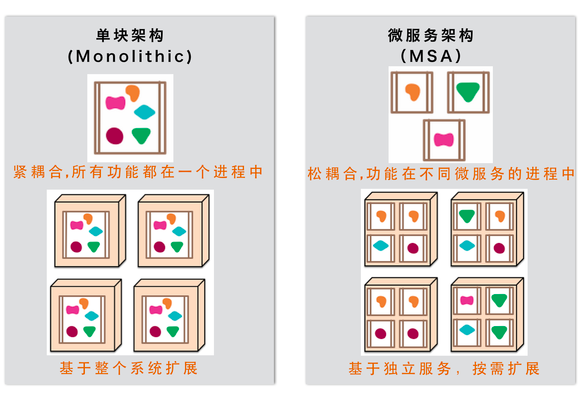 单块架构
(Monolithic)
紧耦合,所有功能都在一个进程中
基于整个系统扩展
微服务架构
(MSA)
松耦合,功能在不同微服务的进程中
基于独立服务，按需扩展